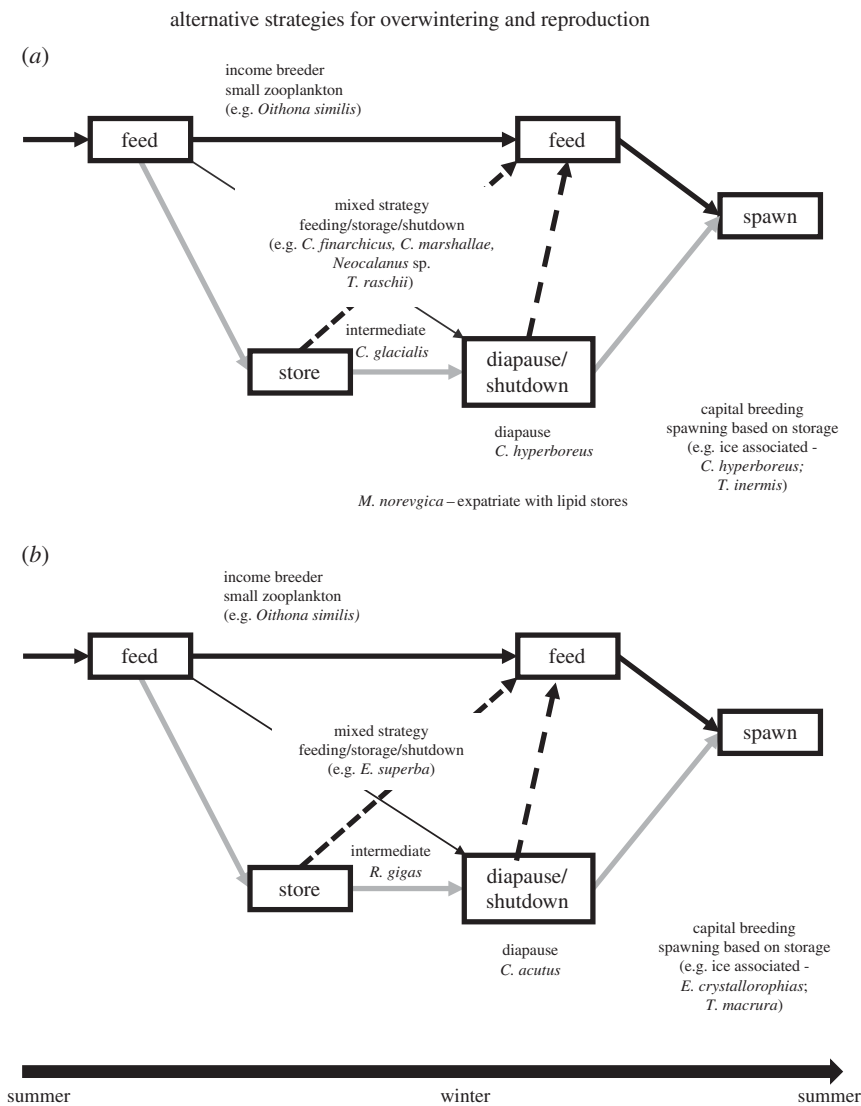 alternative strategies for overwintering and reproduction
(a)
income breeder
small zooplankton
(e.g. Oithona similis)
feed
feed
spawn
mixed strategy
feeding/storage/shutdown
(e.g. C. finarchicus, C. marshallae,
Neocalanus sp.
T. raschii)
intermediate
C. glacialis
store
diapause/
shutdown
diapause
C. hyperboreus
capital breeding
spawning based on storage
(e.g. ice associated -
C. hyperboreus;
T. inermis)
M. norevgica – expatriate with lipid stores
(b)
income breeder
small zooplankton
(e.g. Oithona similis)
feed
feed
spawn
mixed strategy
feeding/storage/shutdown
(e.g. E. superba)
intermediate
R. gigas
store
diapause/
shutdown
diapause
C. acutus
capital breeding
spawning based on storage
(e.g. ice associated -
E. crystallorophias;
T. macrura)
summer
winter
summer